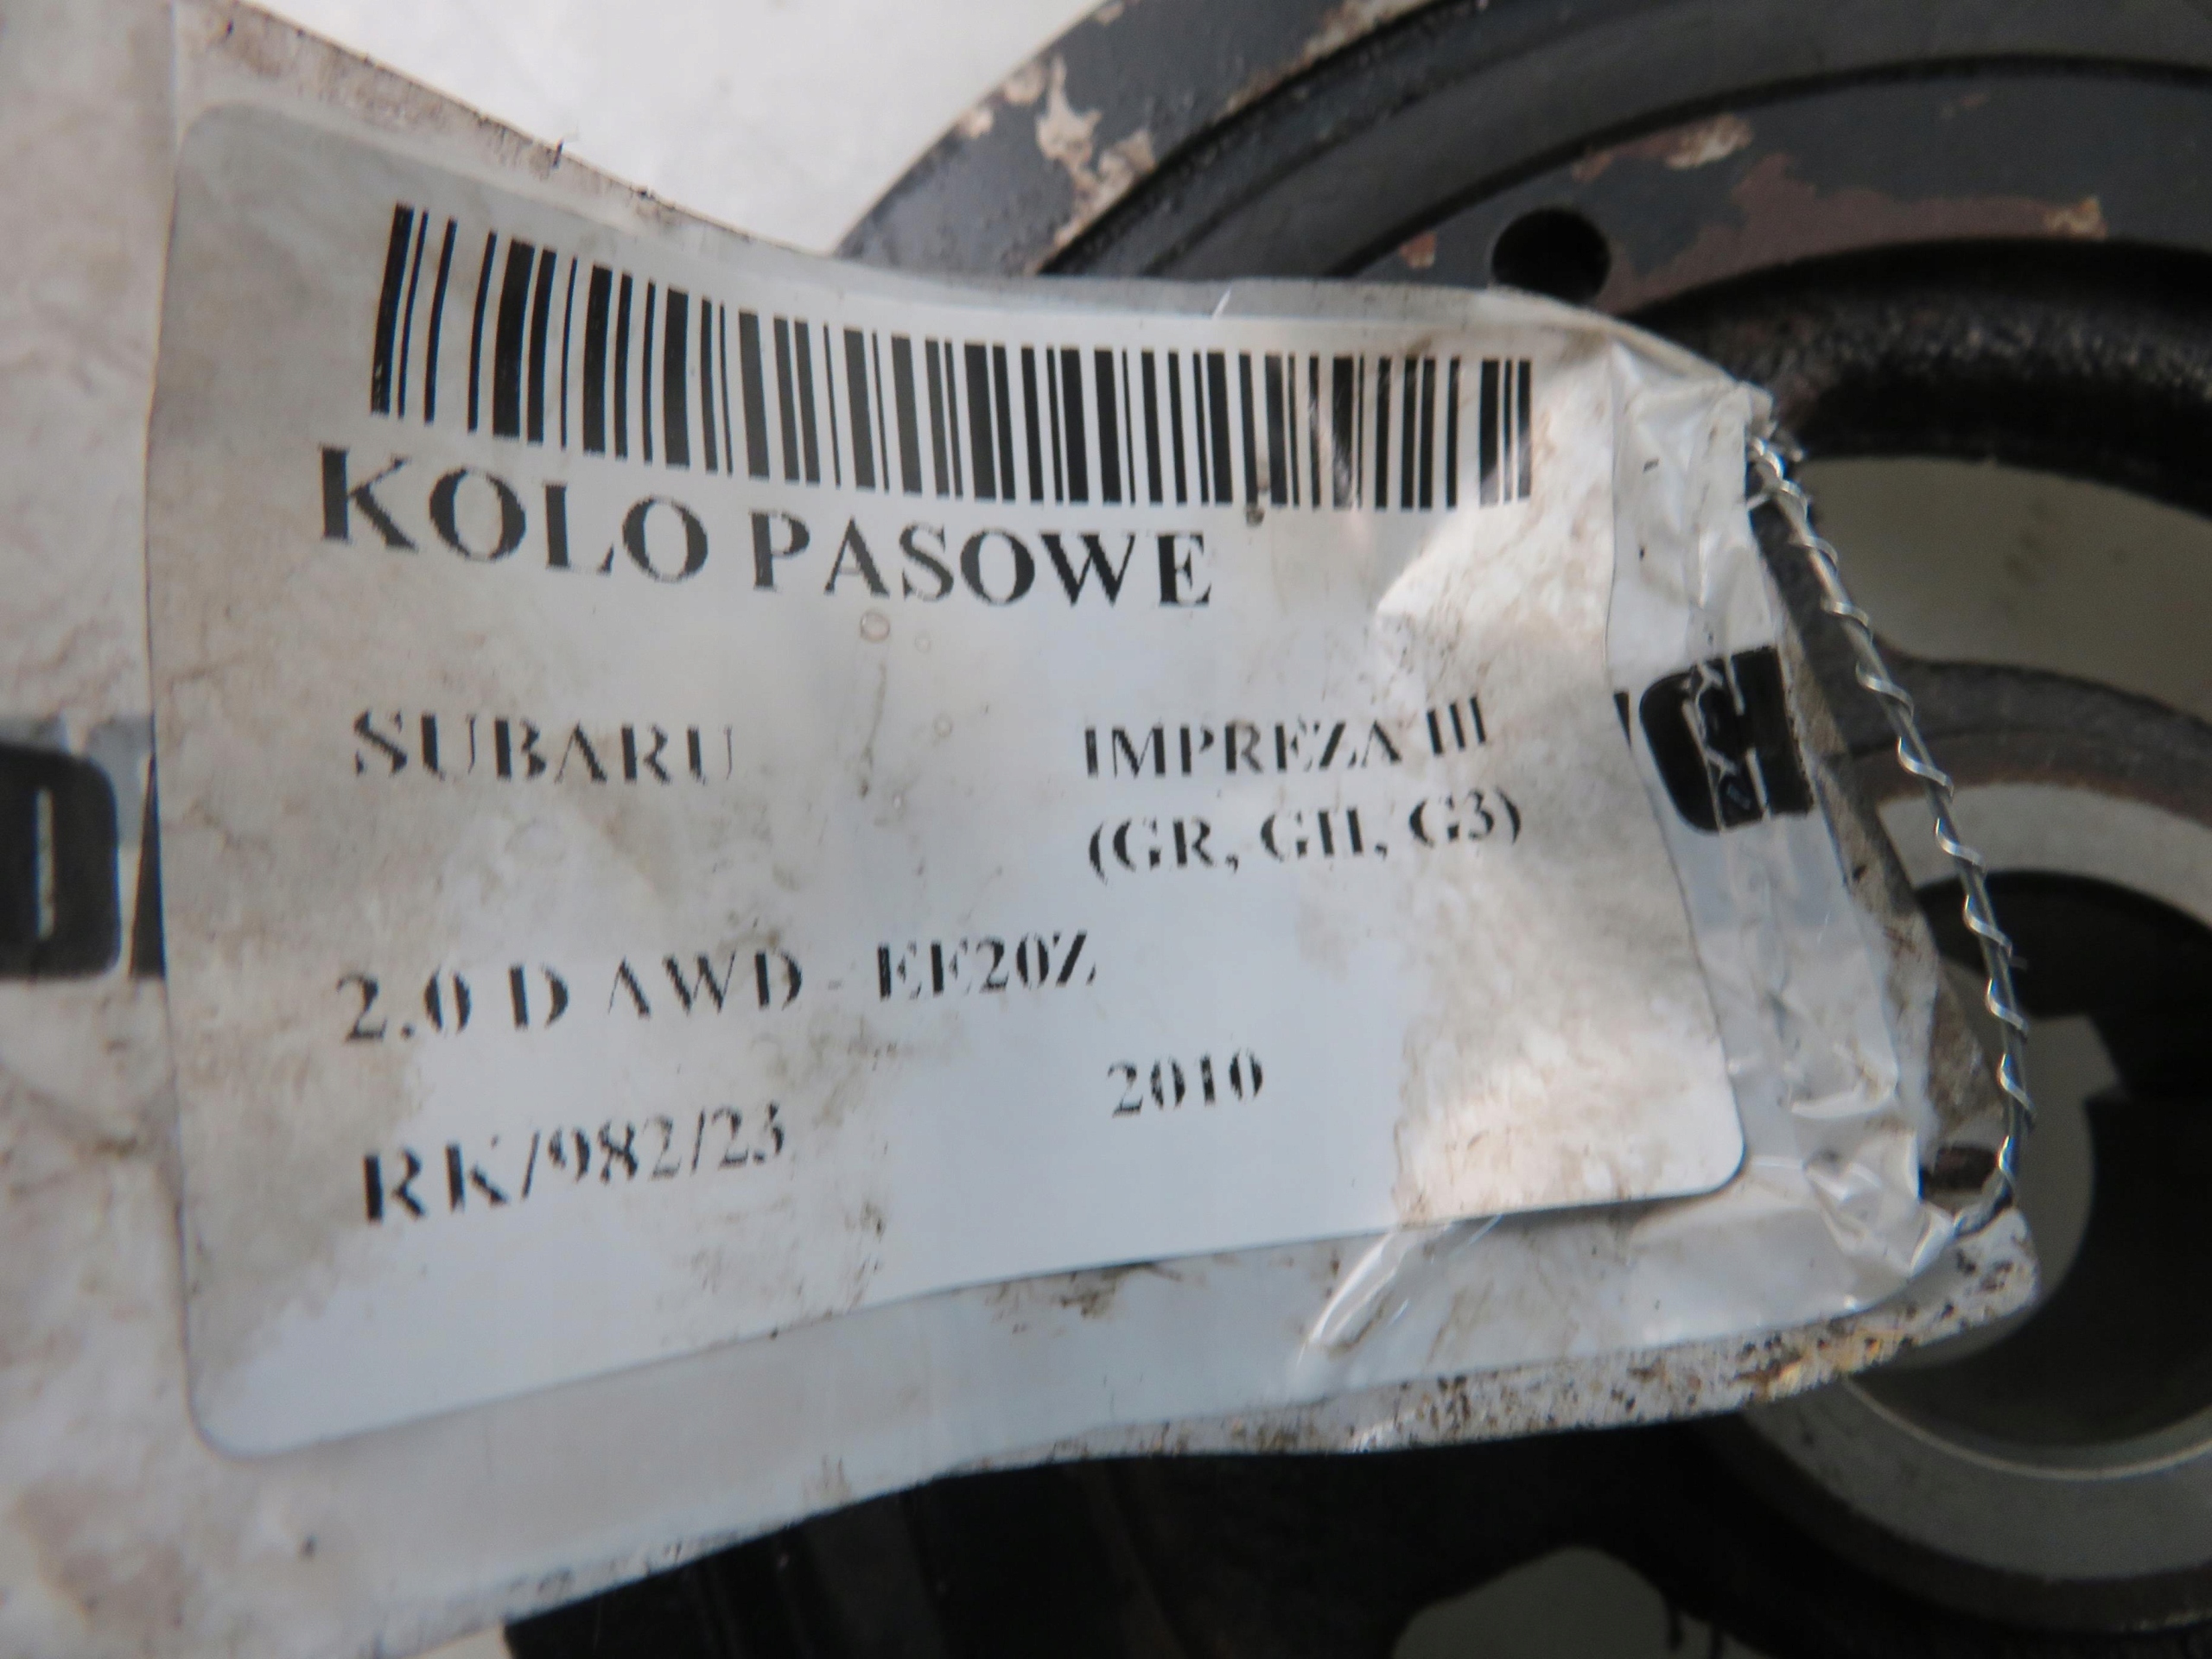 KOLO PASOWE
SUBARU IMPREZA III
(GR, GH, G3)
2.0 D AWD - EE20Z
2010
RK/982/23